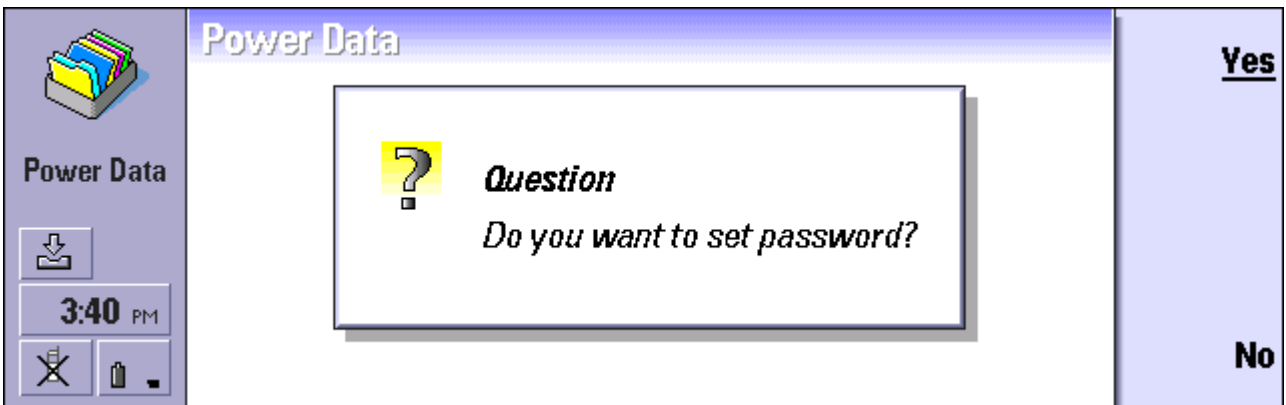 Power Data
Yes
Power Data
Question
Do you want to set password?
3:40 PM
No